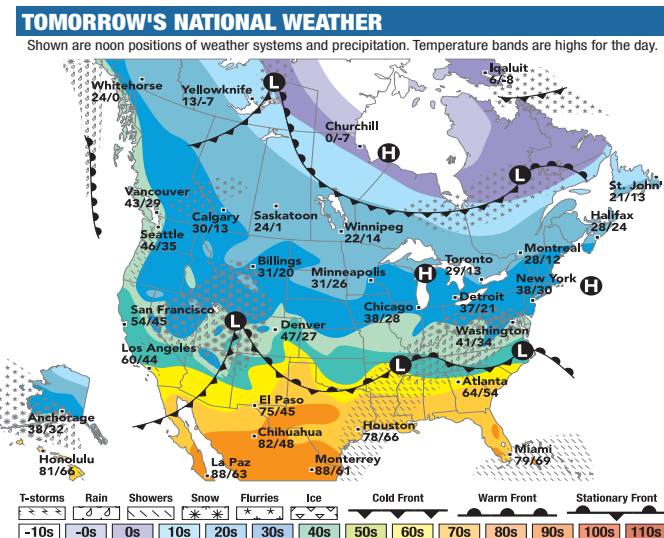 TOMORROW'S NATIONAL WEATHER
Shown are noon positions of weather systems and precipitation. Temperature bands are highs for the day.
Iqaluit
6/-8
Whitehorse
24/0
Yellowknife
13/-7
L
Churchill
0/-7
H
L
St. John'
21/13
Vancouver
43/29
Calgary
30/13
Saskatoon
24/1
Winnipeg
22/14
Halifax
28/24
Seattle
46/35
Montreal
28/12
Billings
31/20
Minneapolis
31/26
H
Toronto
29/13
New York
38/30
H
Chicago
38/28
Detroit
37/21
San Francisco
54/45
L
Denver
47/27
Washington
41/34
Los Angeles
60/44
L
L
Atlanta
64/54
El Paso
75/45
Anchorage
38/32
Chihuahua
82/48
Houston
78/66
Honolulu
81/66
La Paz
88/63
Monterrey
88/61
Miami
79/69
T-storms Rain Showers Snow Flurries Ice Cold Front Warm Front Stationary Front
-10s -0s 0s 10s 20s 30s 40s 50s 60s 70s 80s 90s 100s 110s